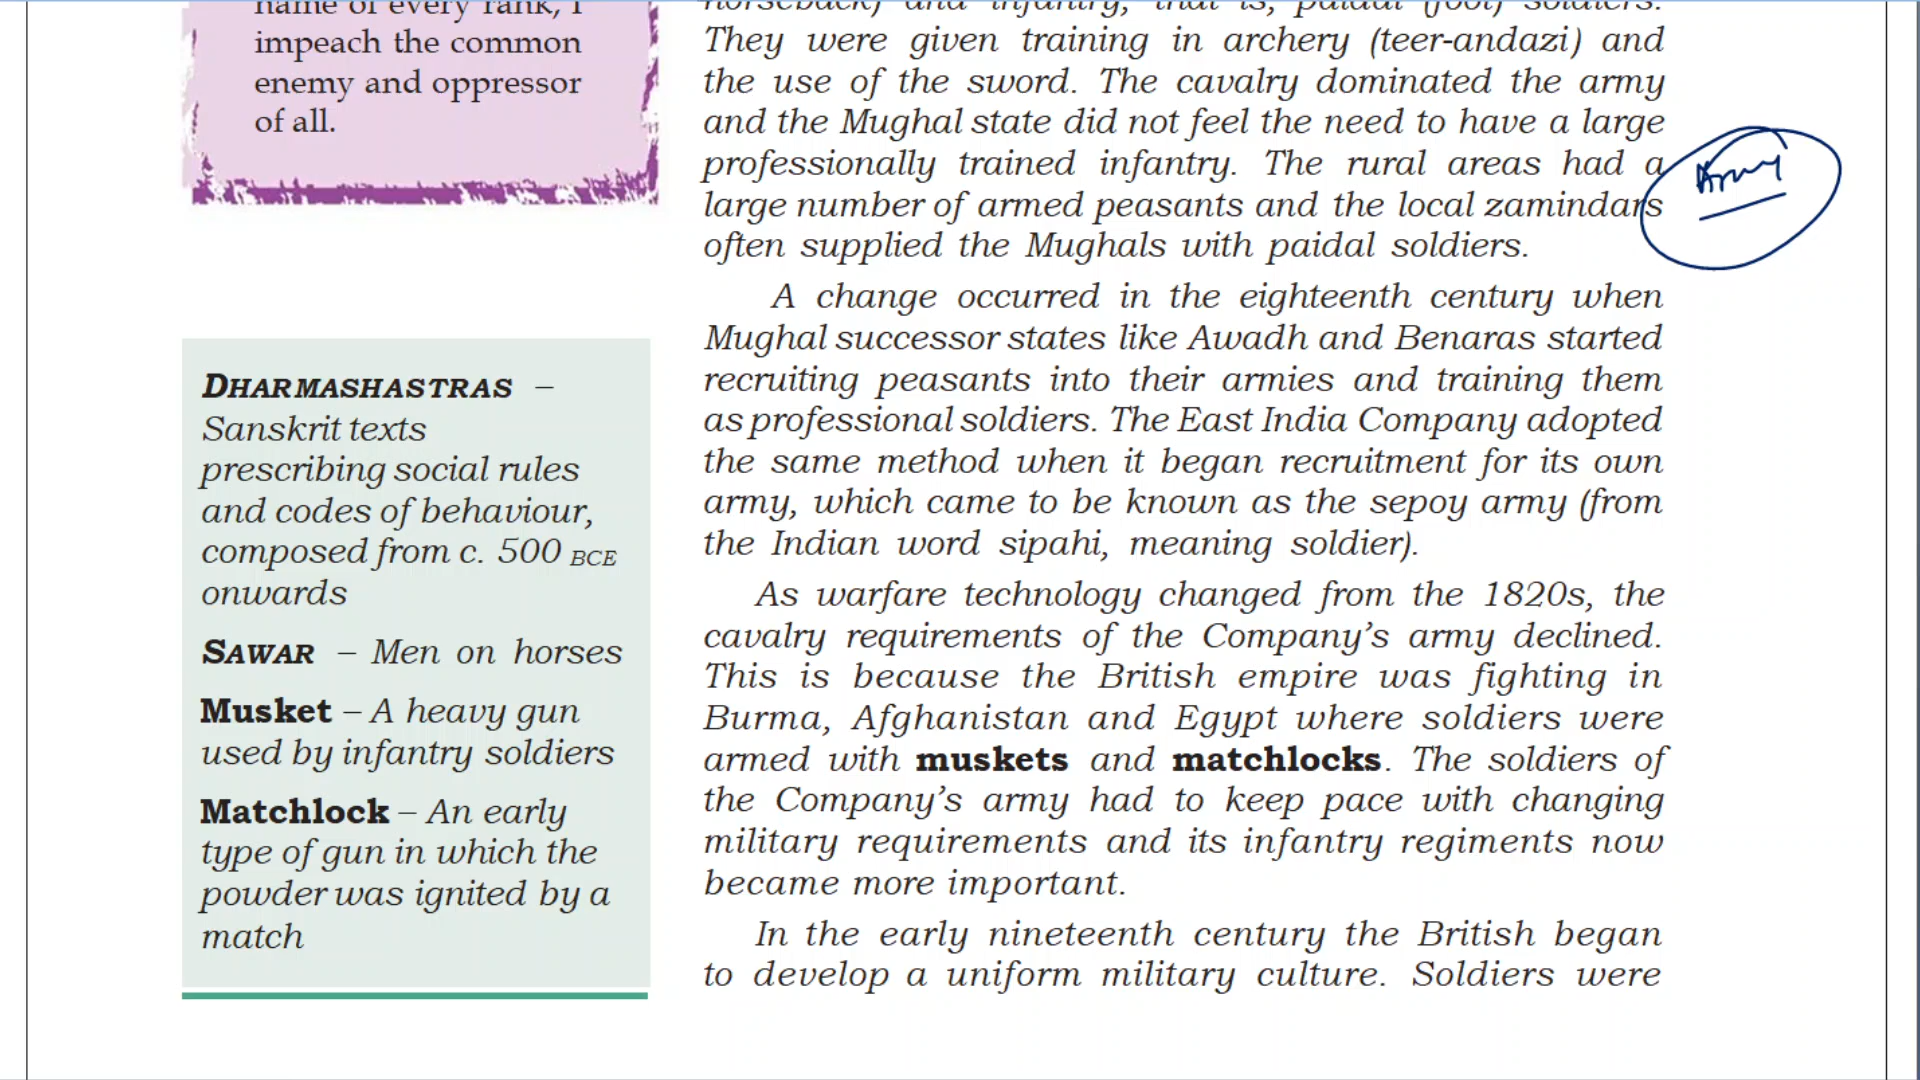 name of every rank, I
impeach the common
enemy and oppressor
of all.
DHARMASHASTRAS –
Sanskrit texts
prescribing social rules
and codes of behaviour,
composed from c. 500 BCE
onwards
SAWAR – Men on horses
Musket – A heavy gun
used by infantry soldiers
Matchlock – An early
type of gun in which the
powder was ignited by a
match
horseback) and infantry, that is, paidal (foot) soldiers.
They were given training in archery (teer-andazi) and
the use of the sword. The cavalry dominated the army
and the Mughal state did not feel the need to have a large
professionally trained infantry. The rural areas had a
large number of armed peasants and the local zamindars
often supplied the Mughals with paidal soldiers.
A change occurred in the eighteenth century when
Mughal successor states like Awadh and Benaras started
recruiting peasants into their armies and training them
as professional soldiers. The East India Company adopted
the same method when it began recruitment for its own
army, which came to be known as the sepoy army (from
the Indian word sipahi, meaning soldier).
As warfare technology changed from the 1820s, the
cavalry requirements of the Company's army declined.
This is because the British empire was fighting in
Burma, Afghanistan and Egypt where soldiers were
armed with muskets and matchlocks. The soldiers of
the Company's army had to keep pace with changing
military requirements and its infantry regiments now
became more important.
In the early nineteenth century the British began
to develop a uniform military culture. Soldiers were
Army